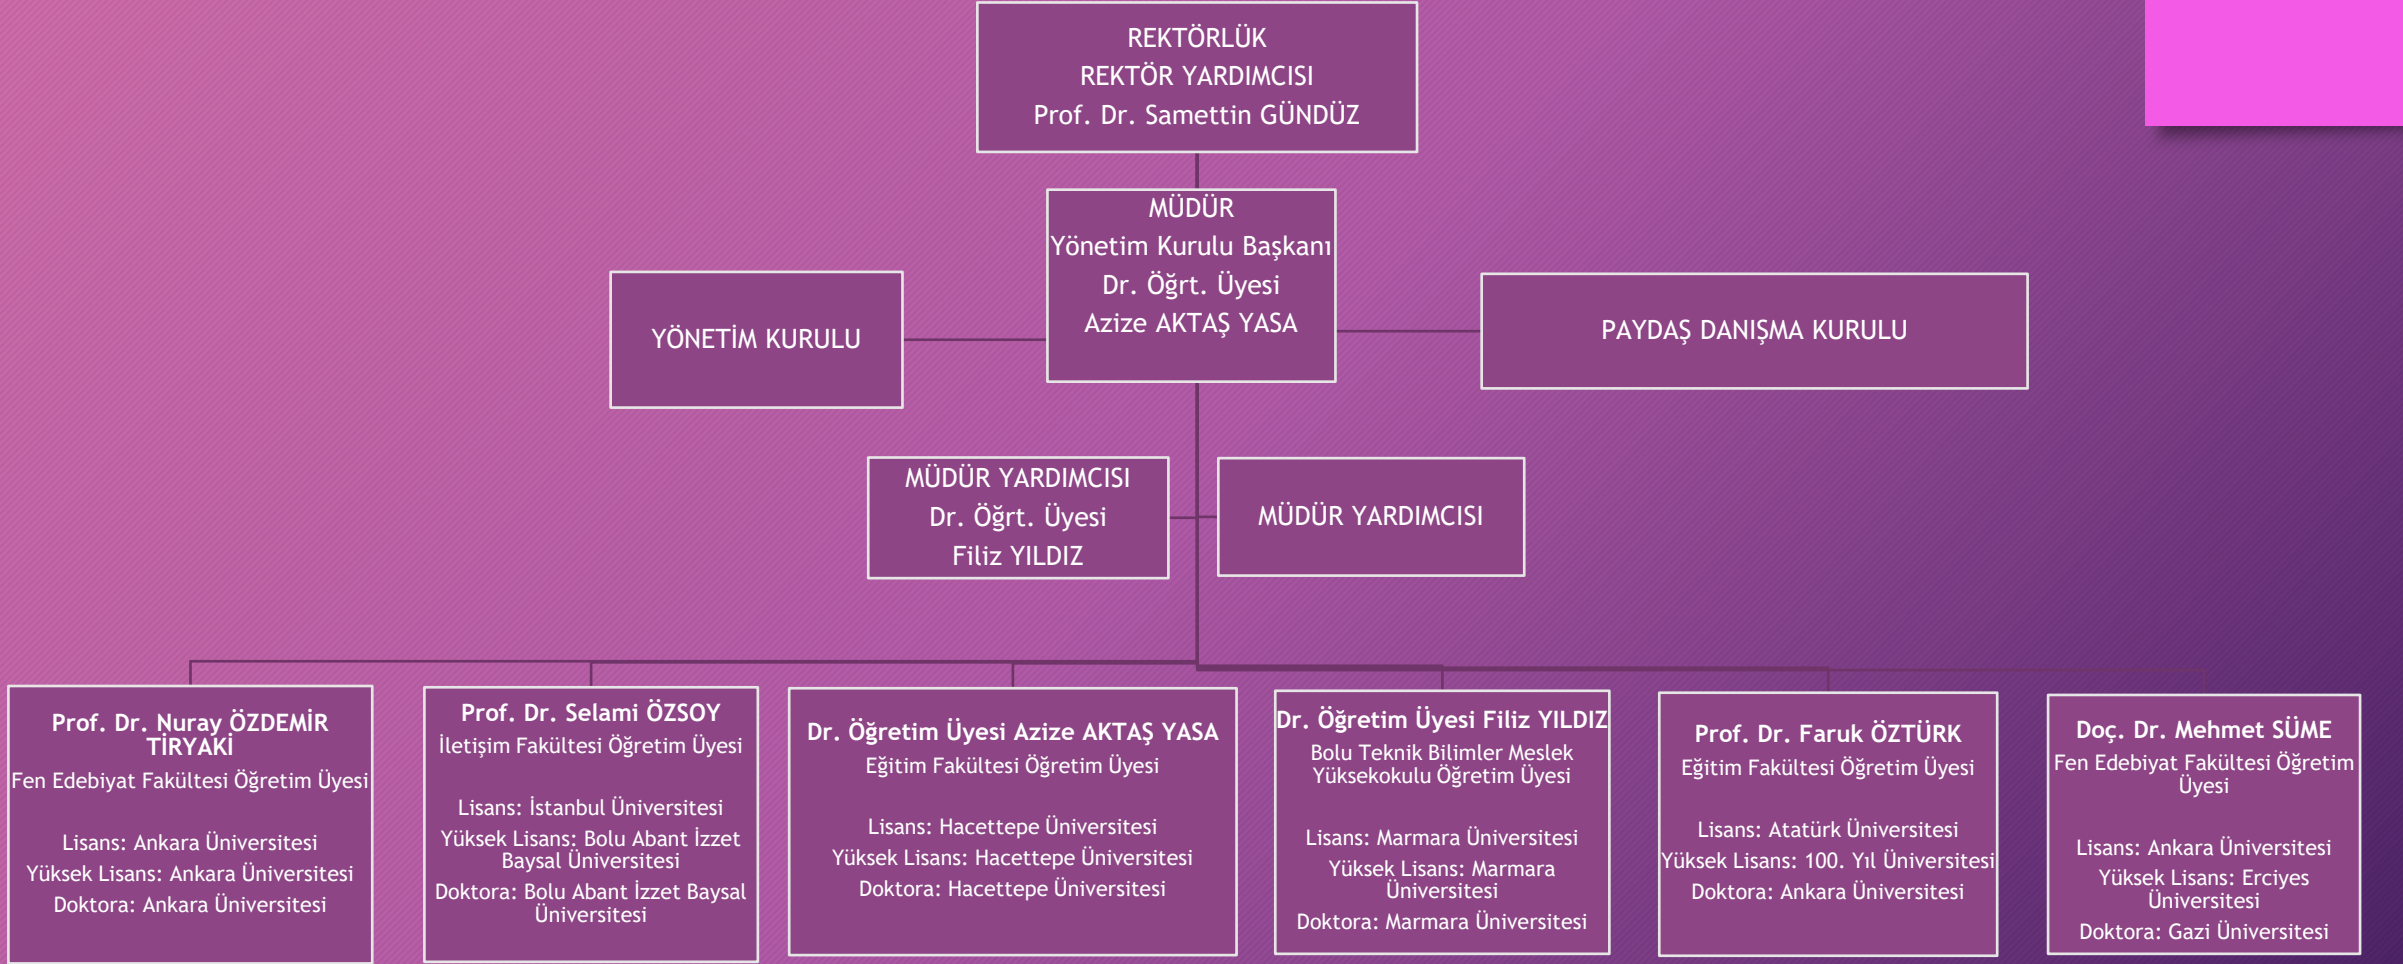 REKTÖRLÜK
REKTÖR YARDIMCISI
Prof. Dr. Samettin GÜNDÜZ
MÜDÜR
Yönetim Kurulu Başkanı
Dr. Öğrt. Üyesi
Azize AKTAŞ YASA
YÖNETİM KURULU
PAYDAŞ DANIŞMA KURULU
MÜDÜR YARDIMCISI
Dr. Öğrt. Üyesi
Filiz YILDIZ
MÜDÜR YARDIMCISI
Prof. Dr. Nuray ÖZDEMİR
TİRYAKİ
Fen Edebiyat Fakültesi Öğretim Üyesi
Lisans: Ankara Üniversitesi
Yüksek Lisans: Ankara Üniversitesi
Doktora: Ankara Üniversitesi
Prof. Dr. Selami ÖZSOY
İletişim Fakültesi Öğretim Üyesi
Lisans: İstanbul Üniversitesi
Yüksek Lisans: Bolu Abant İzzet
Baysal Üniversitesi
Doktora: Bolu Abant İzzet Baysal
Üniversitesi
Dr. Öğretim Üyesi Azize AKTAŞ YASA
Eğitim Fakültesi Öğretim Üyesi
Lisans: Hacettepe Üniversitesi
Yüksek Lisans: Hacettepe Üniversitesi
Doktora: Hacettepe Üniversitesi
Dr. Öğretim Üyesi Filiz YILDIZ
Bolu Teknik Bilimler Meslek
Yüksekokulu Öğretim Üyesi
Lisans: Marmara Üniversitesi
Yüksek Lisans: Marmara
Üniversitesi
Doktora: Marmara Üniversitesi
Prof. Dr. Faruk ÖZTÜRK
Eğitim Fakültesi Öğretim Üyesi
Lisans: Atatürk Üniversitesi
Yüksek Lisans: 100. Yıl Üniversitesi
Doktora: Ankara Üniversitesi
Doç. Dr. Mehmet SÜME
Fen Edebiyat Fakültesi Öğretim
Üyesi
Lisans: Ankara Üniversitesi
Yüksek Lisans: Erciyes
Üniversitesi
Doktora: Gazi Üniversitesi